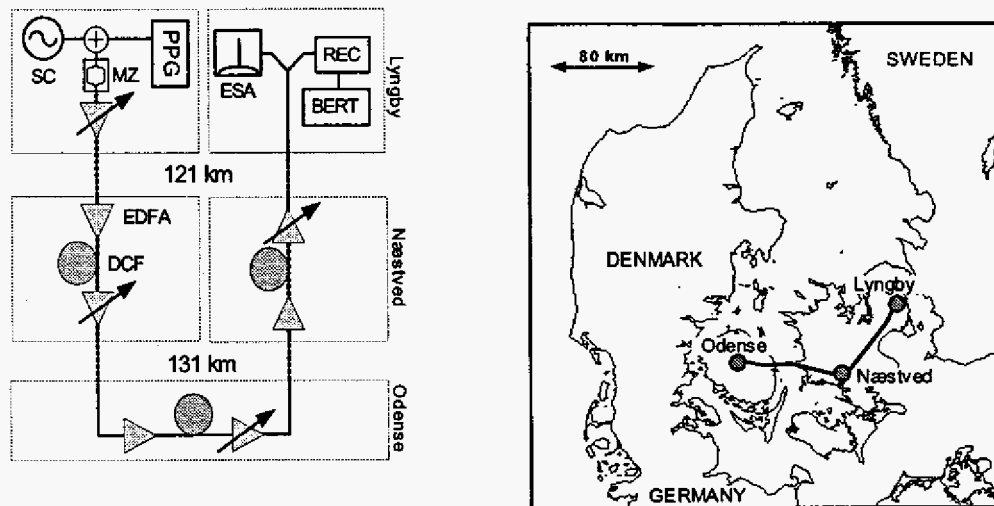 SC
MZ
PPG
ESA
REC
BERT
Lyngby
121 km
EDFA
DCF
Næstved
131 km
Odense
80 km
SWEDEN
DENMARK
Lyngby
Odense
Næstved
GERMANY